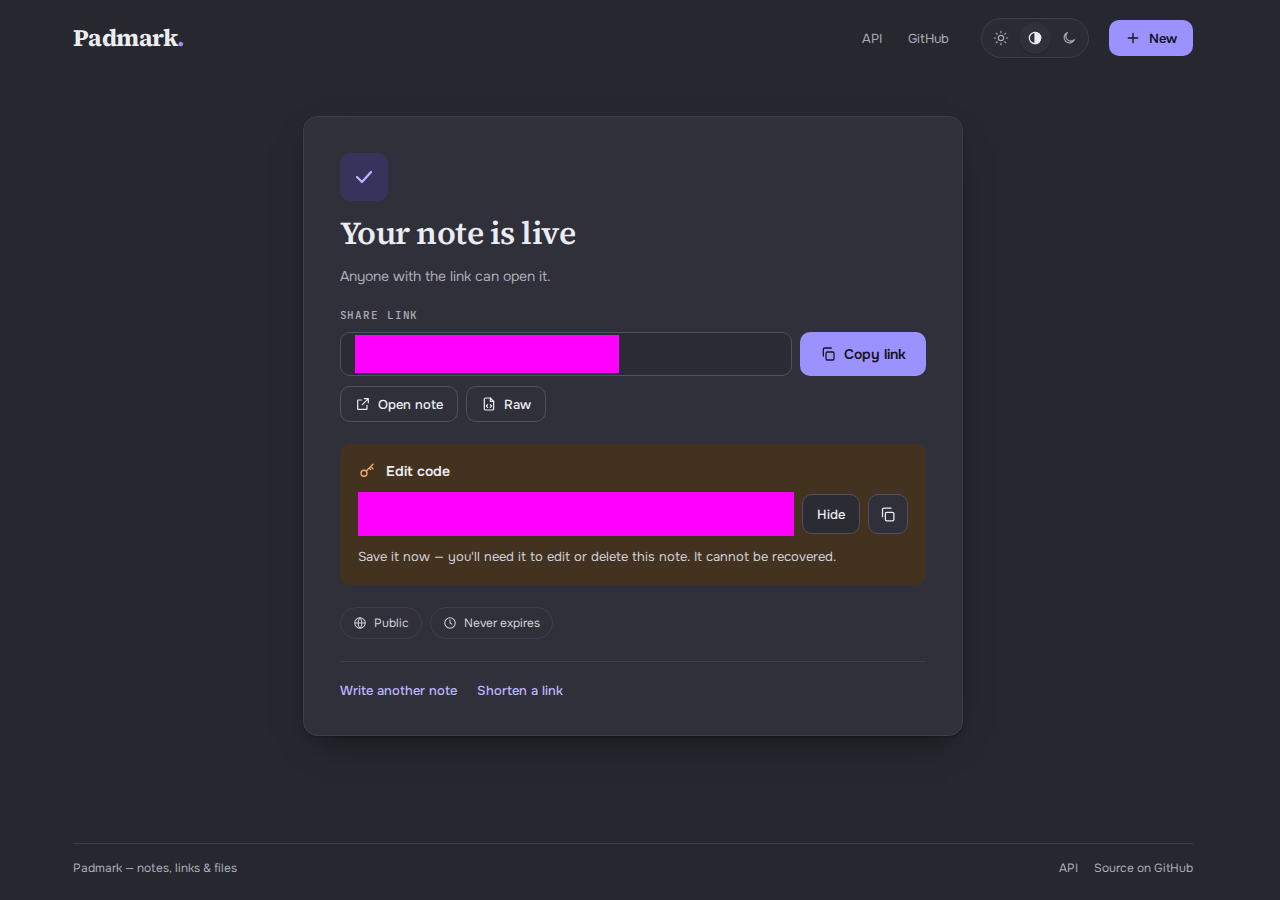 Padmark.
API
GitHub
New
Your note is live
Anyone with the link can open it.
SHARE LINK
Copy link
Open note
Raw
Edit code
Hide
Save it now — you'll need it to edit or delete this note. It cannot be recovered.
Public
Never expires
Write another note
Shorten a link
Padmark — notes, links & files
API
Source on GitHub